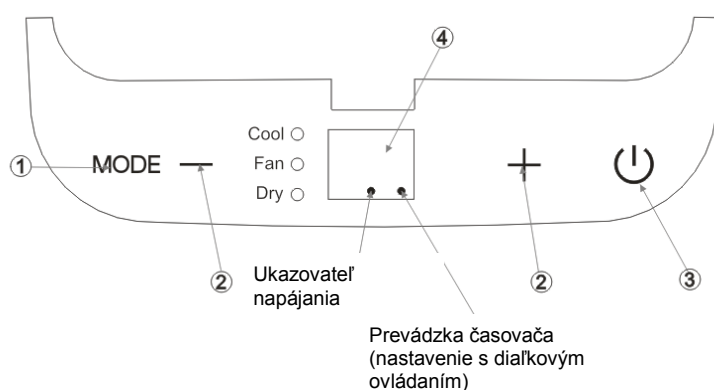 ④
Cool
① MODE
Fan
Dry
②
②
③
Ukazovateľ
napájania
Prevádzka časovača
(nastavenie s diaľkovým
ovládaním)